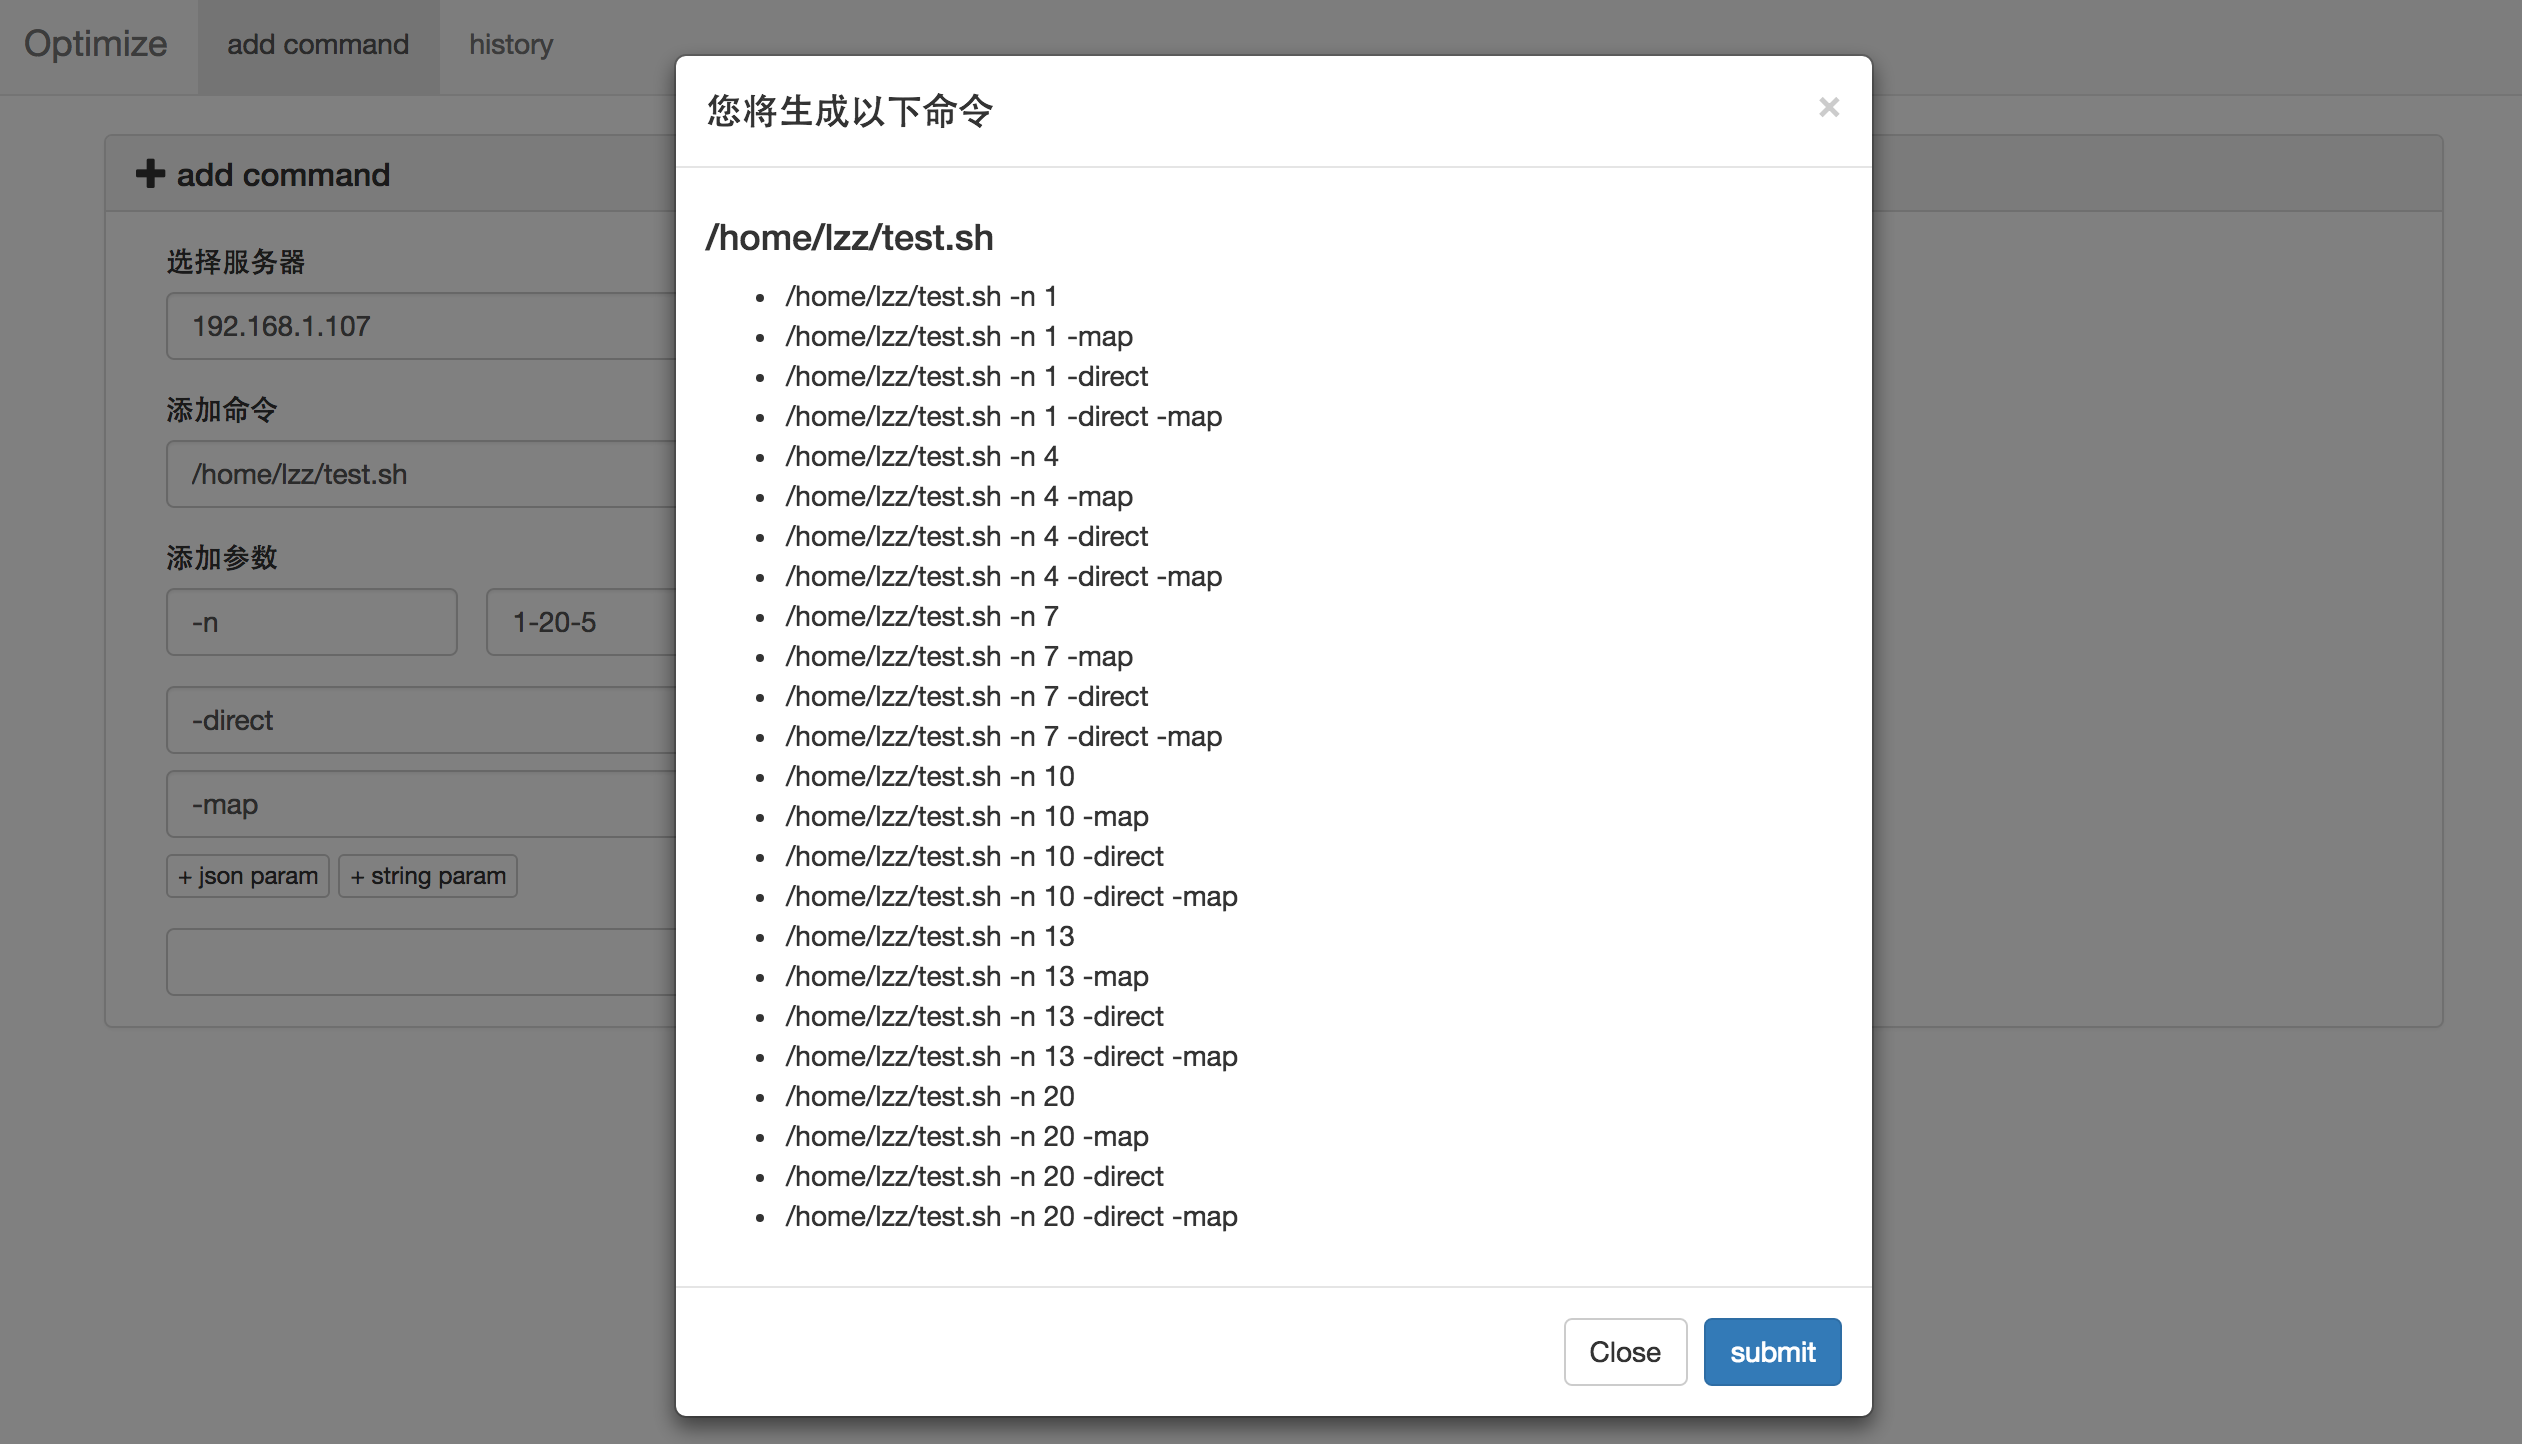 Optimize add command history
您将生成以下命令 ×
add command
选择服务器
192.168.1.107
添加命令
/home/lzz/test.sh
添加参数
-n 1-20-5
-direct
-map
+ json param + string param
/home/lzz/test.sh
/home/lzz/test.sh -n 1
/home/lzz/test.sh -n 1 -map
/home/lzz/test.sh -n 1 -direct
/home/lzz/test.sh -n 1 -direct -map
/home/lzz/test.sh -n 4
/home/lzz/test.sh -n 4 -map
/home/lzz/test.sh -n 4 -direct
/home/lzz/test.sh -n 4 -direct -map
/home/lzz/test.sh -n 7
/home/lzz/test.sh -n 7 -map
/home/lzz/test.sh -n 7 -direct
/home/lzz/test.sh -n 7 -direct -map
/home/lzz/test.sh -n 10
/home/lzz/test.sh -n 10 -map
/home/lzz/test.sh -n 10 -direct
/home/lzz/test.sh -n 10 -direct -map
/home/lzz/test.sh -n 13
/home/lzz/test.sh -n 13 -map
/home/lzz/test.sh -n 13 -direct
/home/lzz/test.sh -n 13 -direct -map
/home/lzz/test.sh -n 20
/home/lzz/test.sh -n 20 -map
/home/lzz/test.sh -n 20 -direct
/home/lzz/test.sh -n 20 -direct -map
Close submit